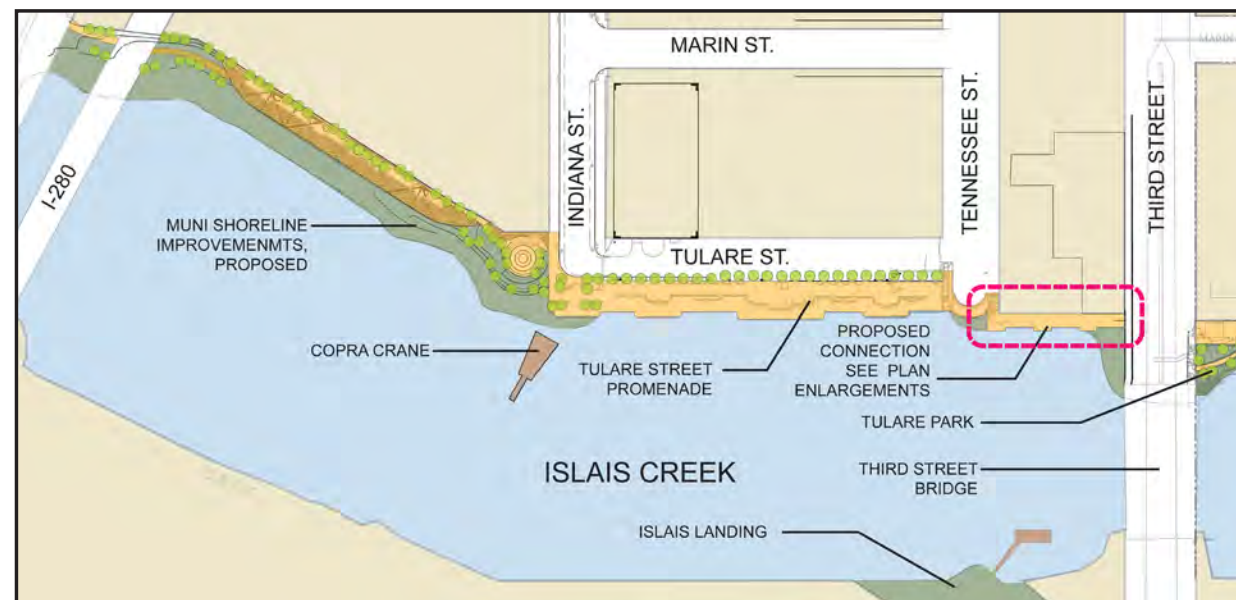 MARIN ST.
MARIN
INDIANA ST.
TENNESSEE ST.
THIRD STREET
I-280
MUNI SHORELINE
IMPROVEMENMTS,
PROPOSED
TULARE ST.
COPRA CRANE
TULARE STREET
PROMENADE
PROPOSED
CONNECTION
SEE PLAN
ENLARGEMENTS
TULARE PARK
ISLAIS CREEK
THIRD STREET
BRIDGE
ISLAIS LANDING